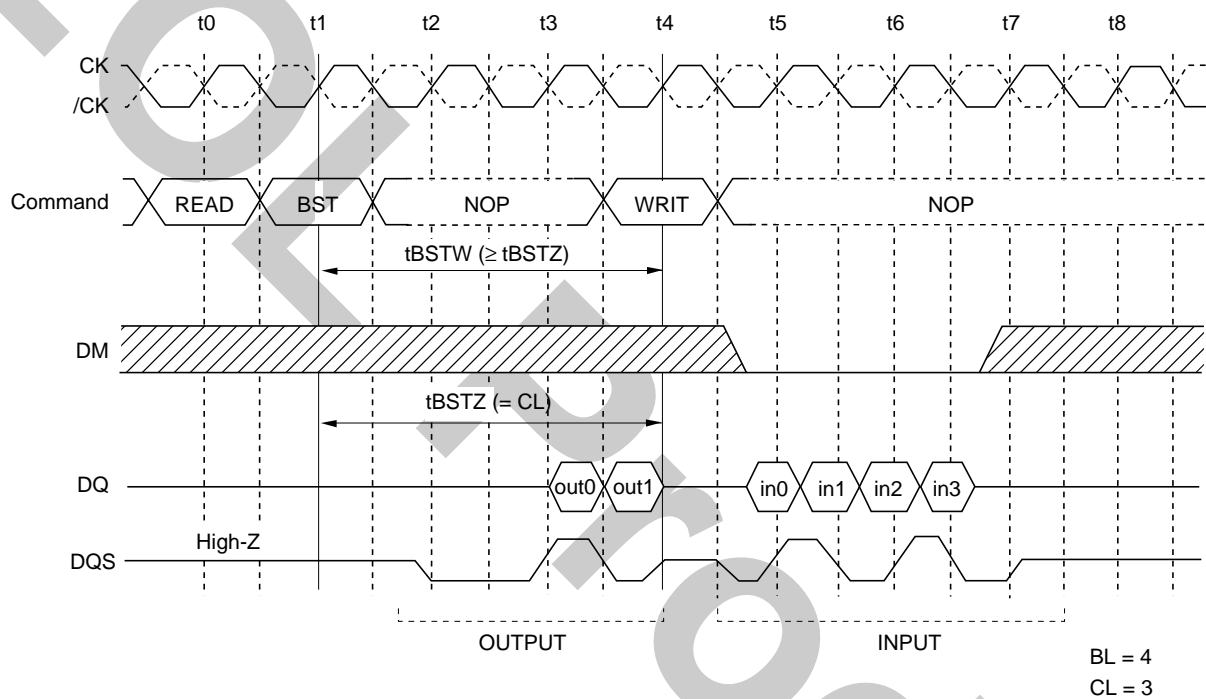 t0 t1 t2 t3 t4 t5 t6 t7 t8
CK
/CK
Command READ BST NOP WRIT NOP
tBSTW (≥ tBSTZ)
DM
tBSTZ (= CL)
DQ out0 out1 in0 in1 in2 in3
High-Z
DQS
OUTPUT INPUT
BL = 4
CL = 3